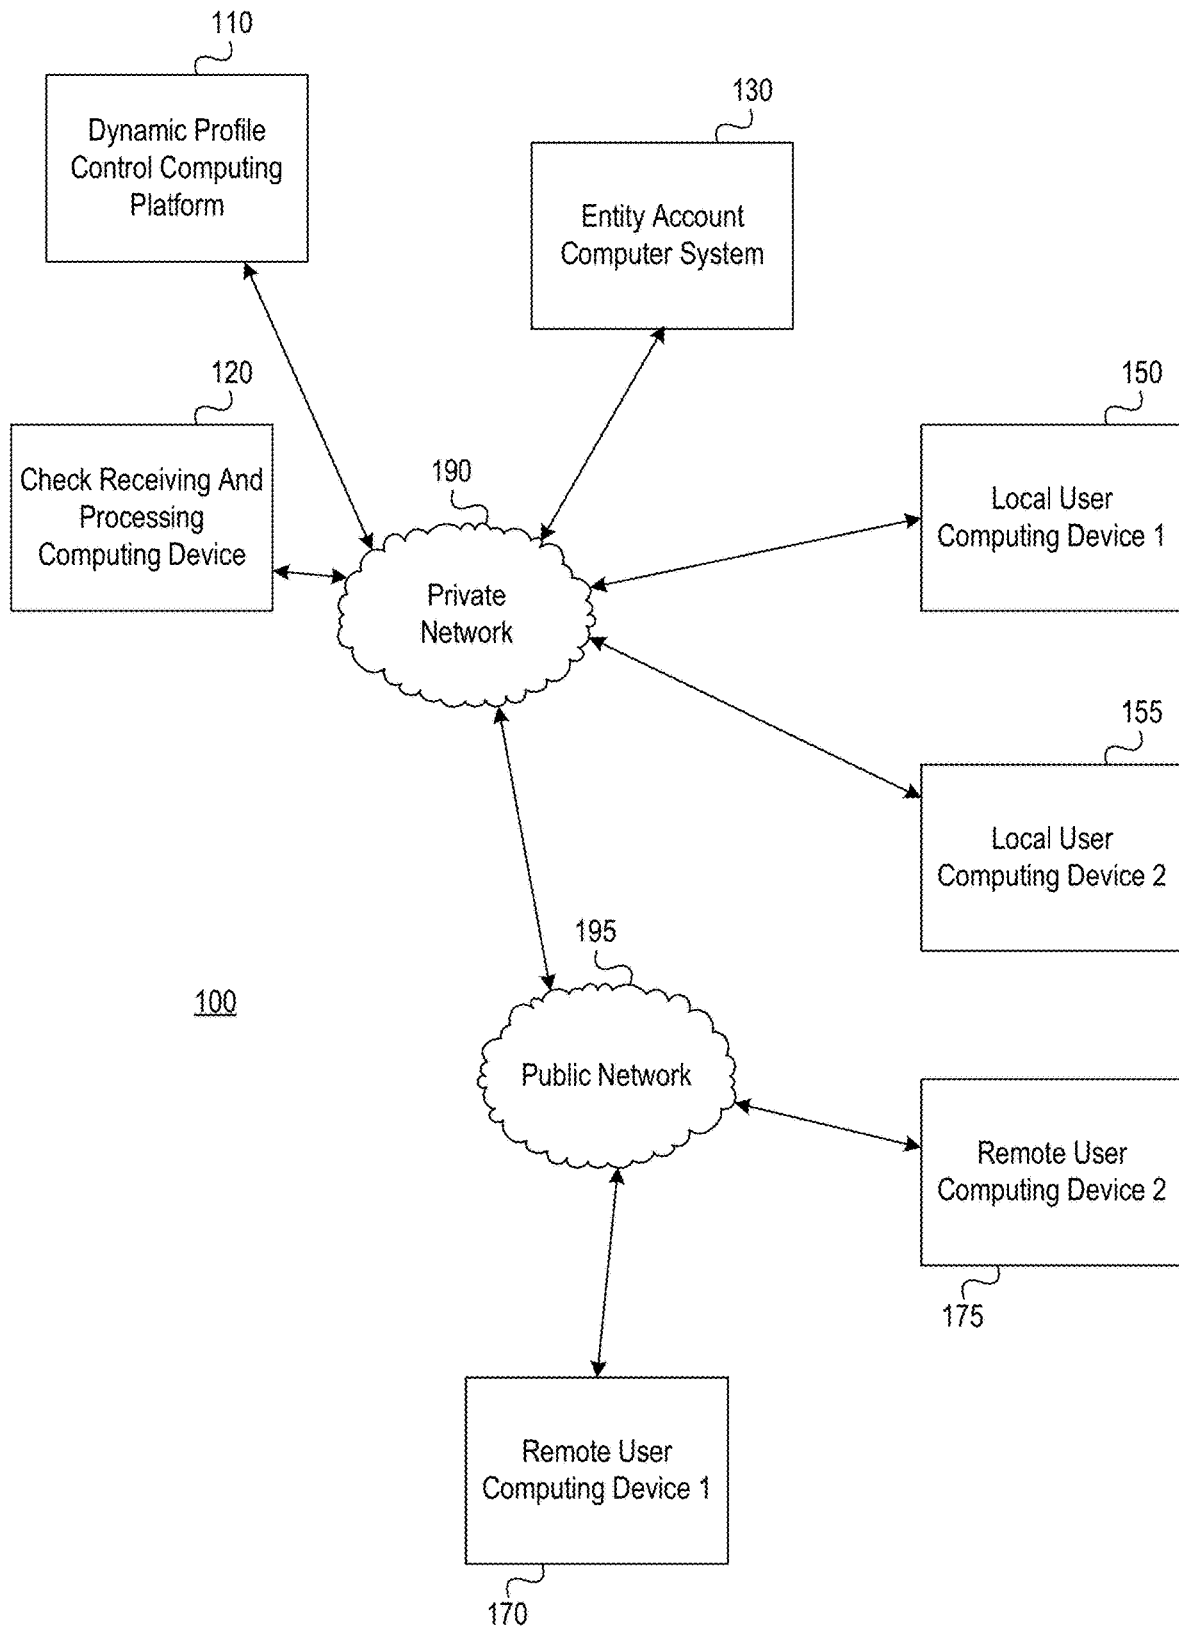 110
Dynamic Profile
Control Computing
Platform
130
Entity Account
Computer System
120
Check Receiving And
Processing
Computing Device
190
Private
Network
150
Local User
Computing Device 1
155
Local User
Computing Device 2
195
Public Network
100
Remote User
Computing Device 2
175
Remote User
Computing Device 1
170